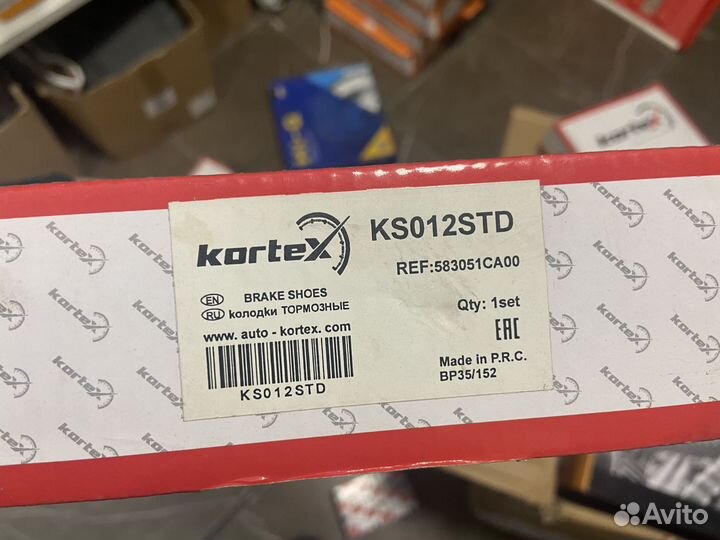 kortex
KS012STD
REF:583051CA00
EN BRAKE SHOES
RU колодки ТОРМОЗНЫЕ
Qty: 1set
www. auto - kortex. com
EAC
KS012STD
Made in P.R.C.
BP35/152
kortex
Avito